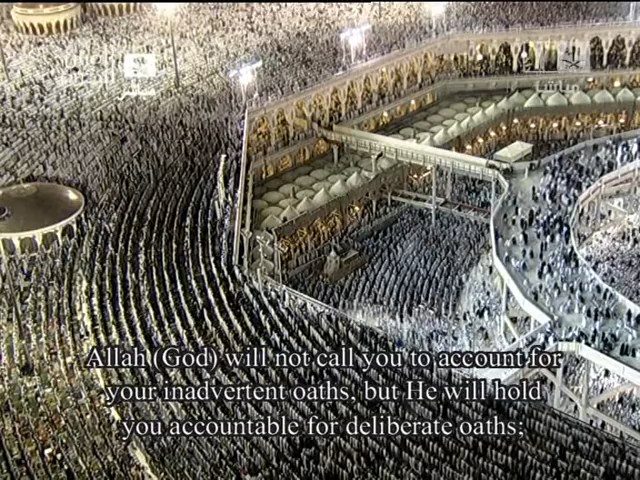 Allah (God) will not call you to account for
your inadvertent oaths, but He will hold
you accountable for deliberate oaths: